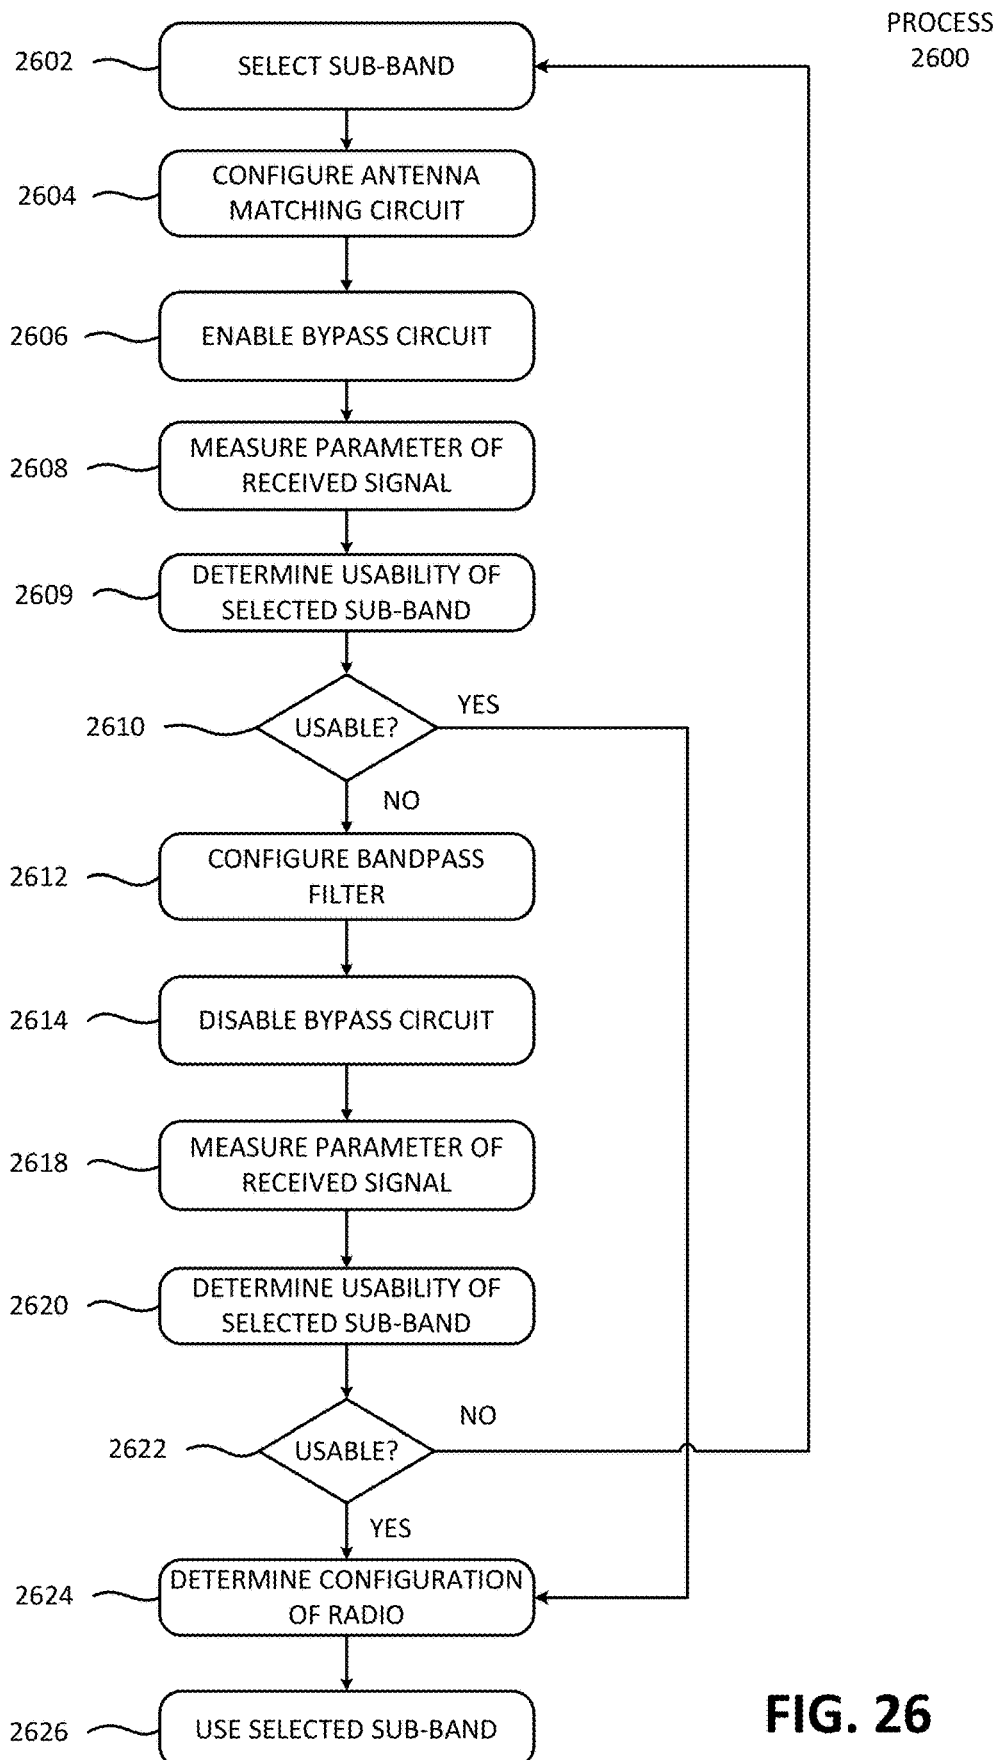 PROCESS
2600
2602
SELECT SUB-BAND
2604
CONFIGURE ANTENNA
MATCHING CIRCUIT
2606
ENABLE BYPASS CIRCUIT
2608
MEASURE PARAMETER OF
RECEIVED SIGNAL
2609
DETERMINE USABILITY OF
SELECTED SUB-BAND
2610
USABLE?
YES
NO
2612
CONFIGURE BANDPASS
FILTER
2614
DISABLE BYPASS CIRCUIT
2618
MEASURE PARAMETER OF
RECEIVED SIGNAL
2620
DETERMINE USABILITY OF
SELECTED SUB-BAND
2622
USABLE?
NO
YES
2624
DETERMINE CONFIGURATION
OF RADIO
2626
USE SELECTED SUB-BAND
FIG. 26